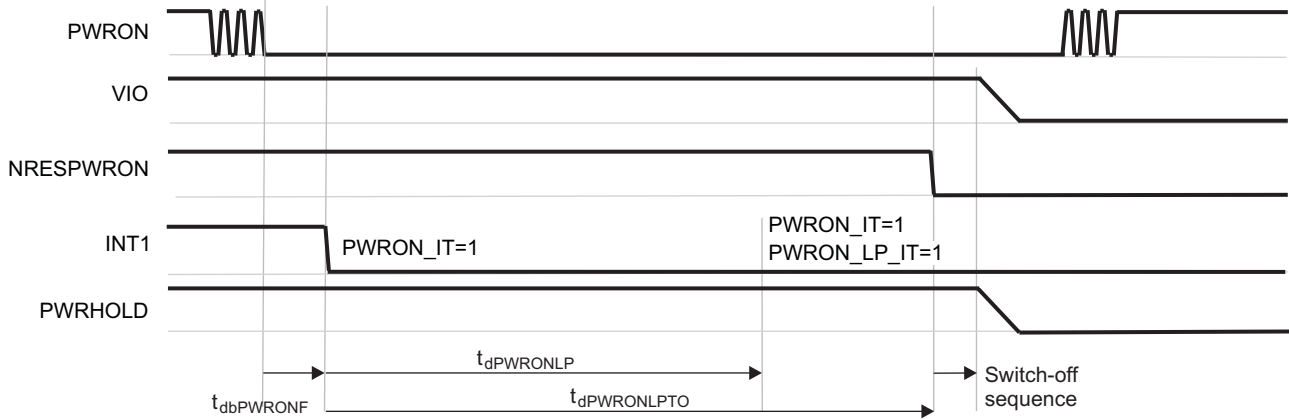 PWRON
VIO
NRESPWRON
INT1
PWRON_IT=1
PWRON_IT=1
PWRON_LP_IT=1
PWRHOLD
tdbPWRONF
tdPWRONLP
tdPWRONLPTO
Switch-off
sequence